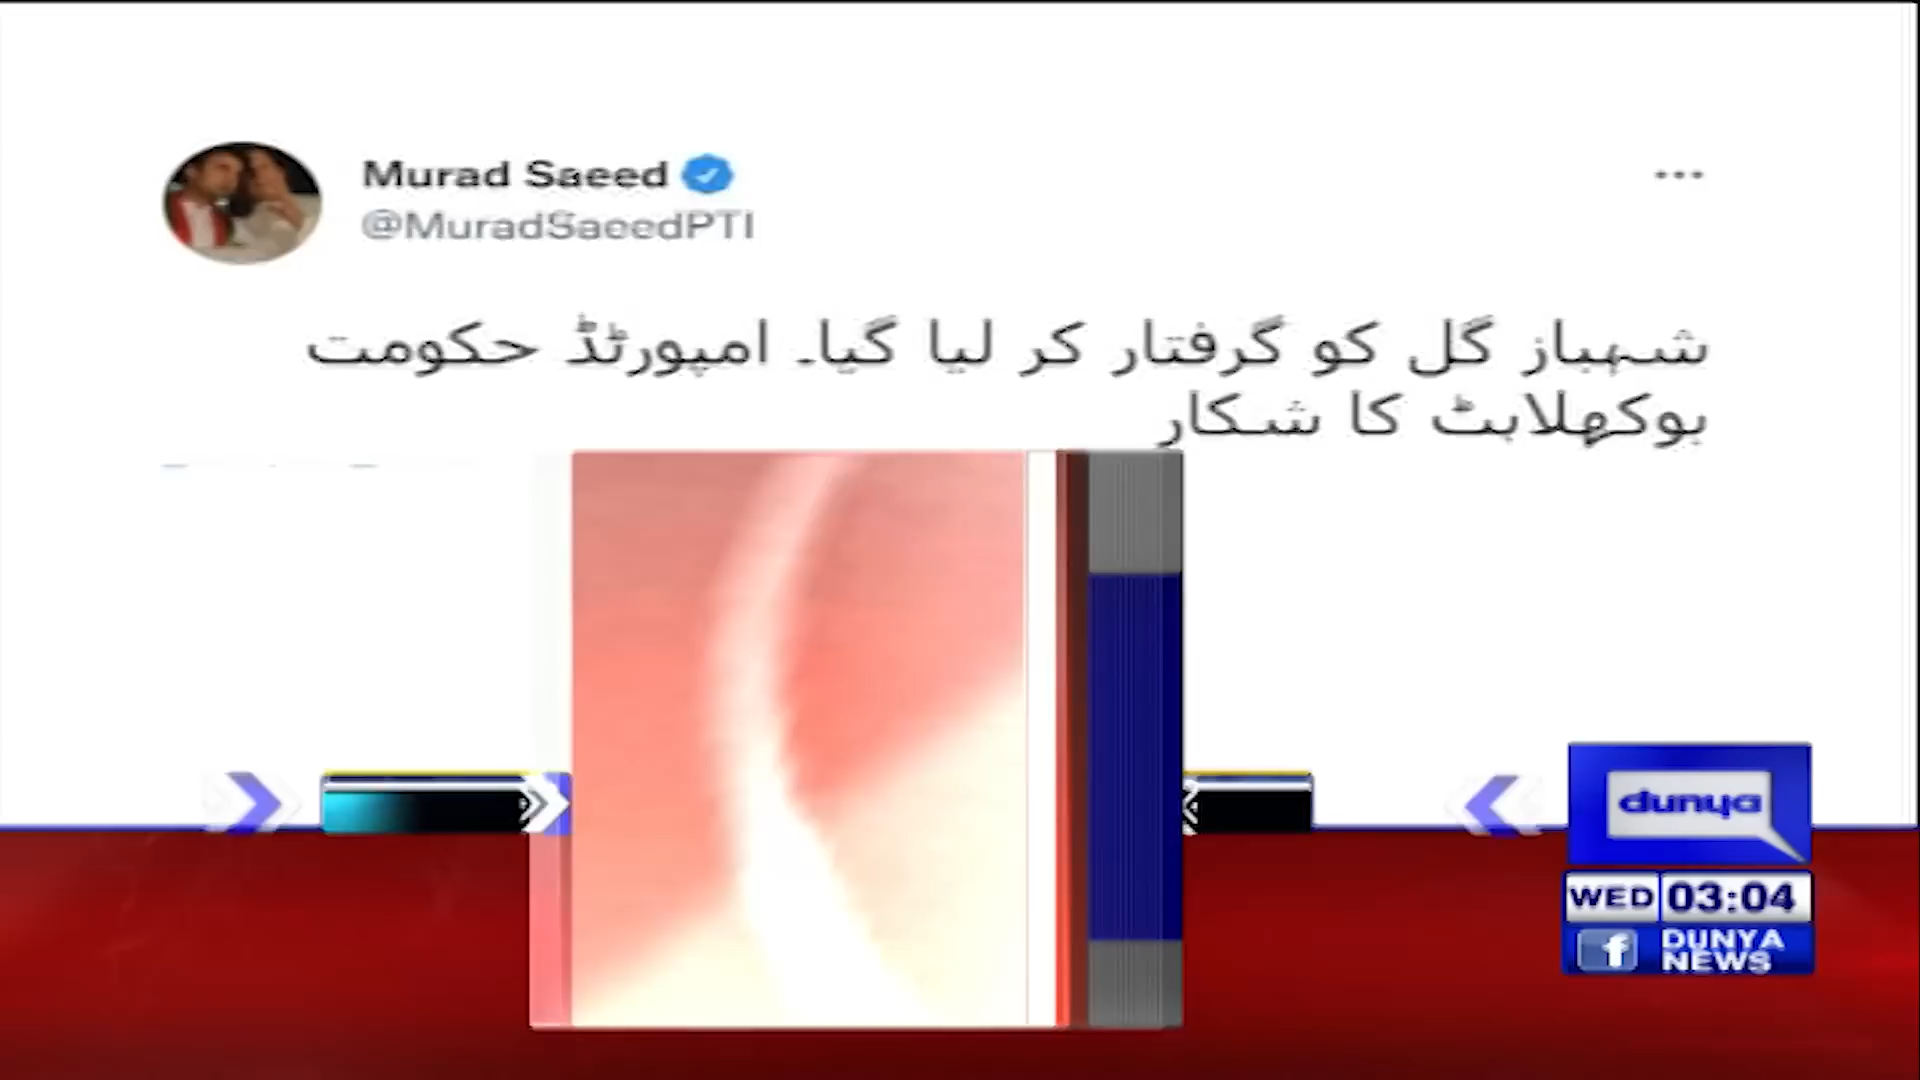 Murad Saeed
@MuradSaeedPTI
شہباز گل کو گرفتار کر لیا گیا۔ امپورٹڈ حکومت
بوکھلاہٹ کا شکار
dunya
WED 03:04
DUNYA
NEWS